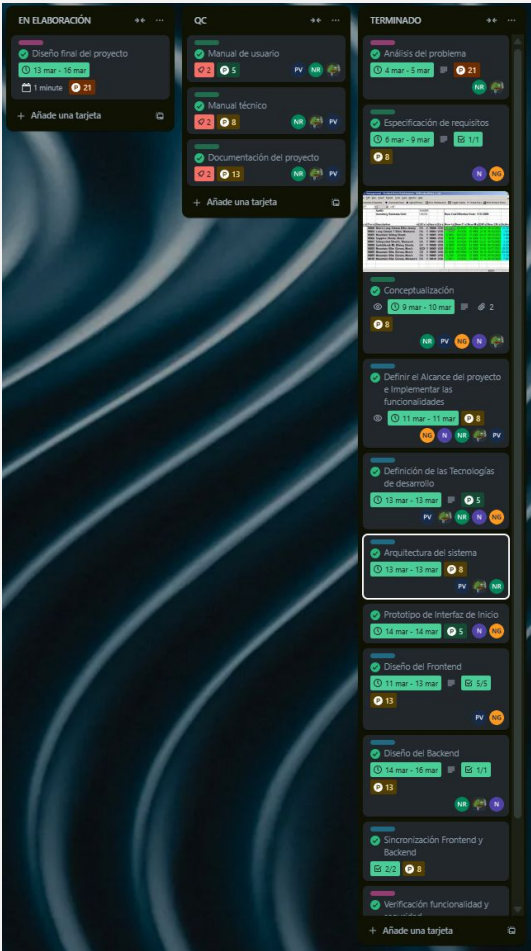 EN ELABORACIÓN
Diseño final del proyecto
13 mar - 16 mar
1 minute P 21
+ Añade una tarjeta
QC
Manual de usuario
2 P 5 PV NR
Manual técnico
2 P 8 NR PV
Documentación del proyecto
2 P 13 NR PV
+ Añade una tarjeta
TERMINADO
Análisis del problema
4 mar - 5 mar P 21
NR
Especificación de requisitos
6 mar - 9 mar 1/1
P 8
N NG
Conceptualización
9 mar - 10 mar 2
P 8
NR PV NG N
Definir el Alcance del proyecto
e Implementar las
funcionalidades
11 mar - 11 mar P 8
NG N NR PV
Definición de las Tecnologías
de desarrollo
13 mar - 13 mar P 5
PV NR N NG
Arquitectura del sistema
13 mar - 13 mar P 8
PV NR
Prototipo de Interfaz de Inicio
14 mar - 14 mar P 5 N NG
Diseño del Frontend
11 mar - 13 mar 5/5
P 13
PV NG
Diseño del Backend
14 mar - 16 mar 1/1
P 13
NR N
Sincronización Frontend y
Backend
2/2 P 8
Verificación funcionalidad y
+ Añade una tarjeta